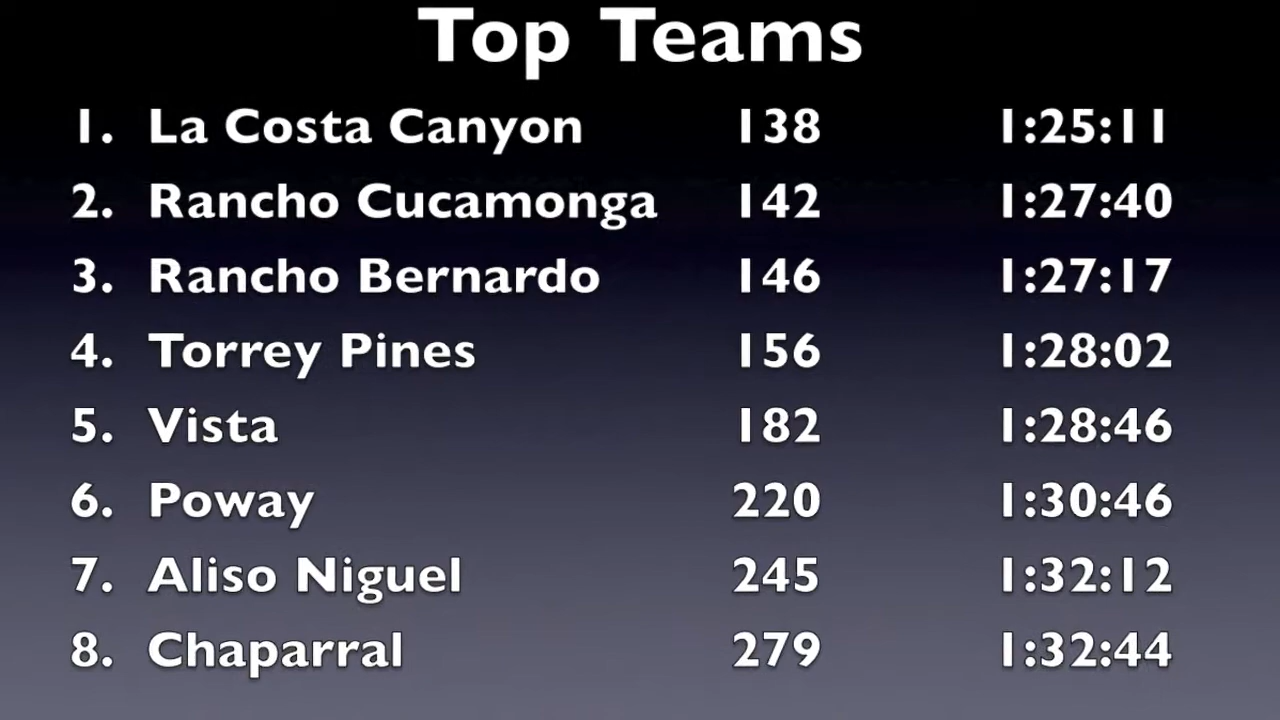 Top Teams
1. La Costa Canyon 138 1:25:11
2. Rancho Cucamonga 142 1:27:40
3. Rancho Bernardo 146 1:27:17
4. Torrey Pines 156 1:28:02
5. Vista 182 1:28:46
6. Poway 220 1:30:46
7. Aliso Niguel 245 1:32:12
8. Chaparral 279 1:32:44